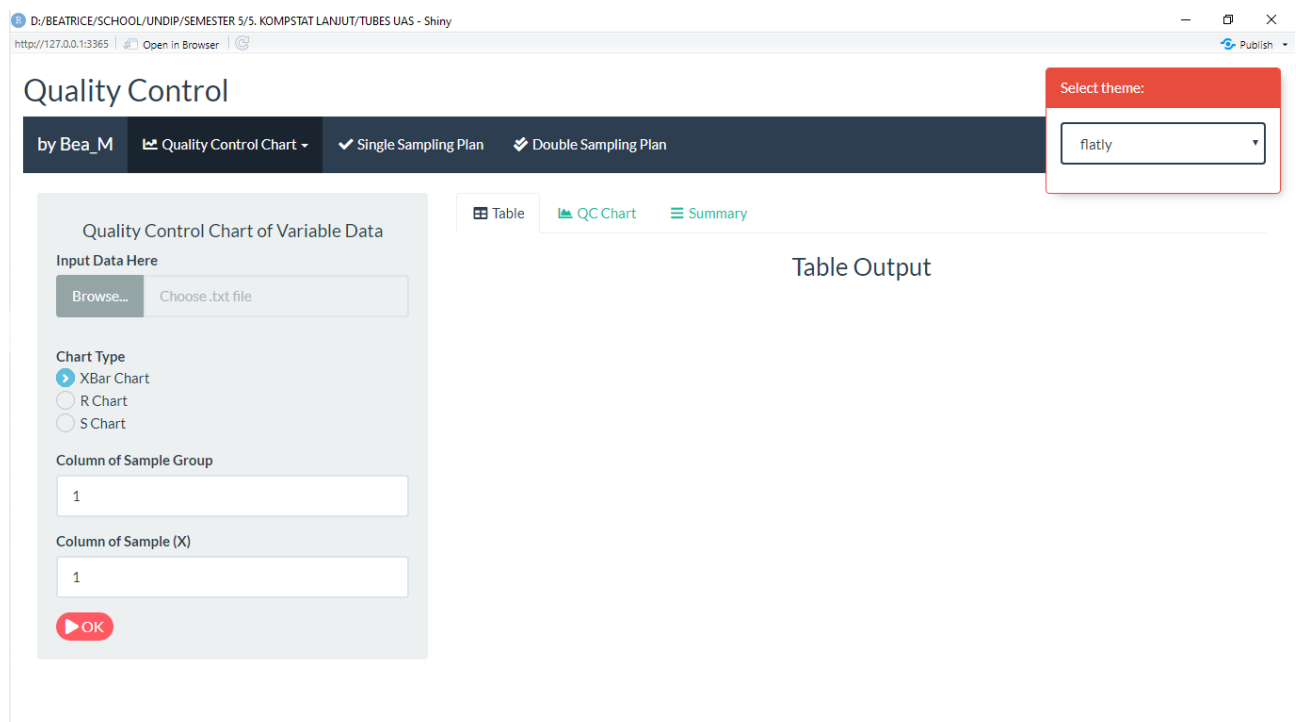 D:/BEATRICE/SCHOOL/UNDIP/SEMESTER 5/5. KOMPSTAT LANJUT/TUBES UAS - Shiny
http://127.0.0.1:3365 Open in Browser Publish
Quality Control
Select theme:
flatly
by Bea_M Quality Control Chart Single Sampling Plan Double Sampling Plan
Quality Control Chart of Variable Data
Input Data Here
Browse... Choose .txt file
Chart Type
XBar Chart
R Chart
S Chart
Column of Sample Group
1
Column of Sample (X)
1
OK
Table QC Chart Summary
Table Output